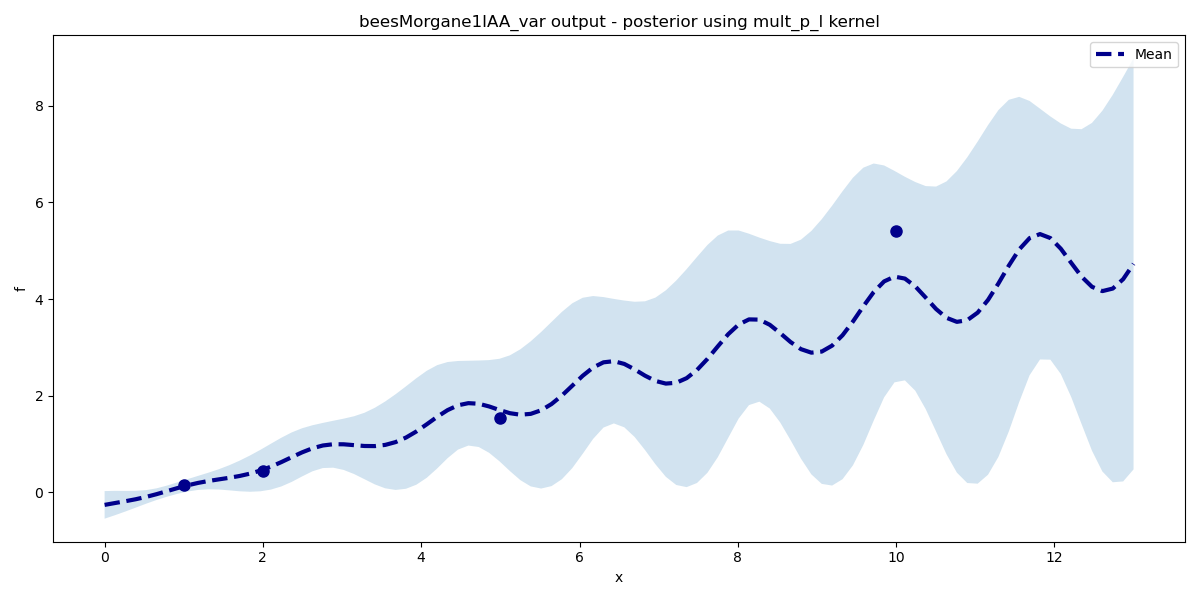 beesMorgane1IAA_var output - posterior using mult_p_l kernel
Mean
8
6
4
2
0
f
0 2 4 6 8 10 12
x